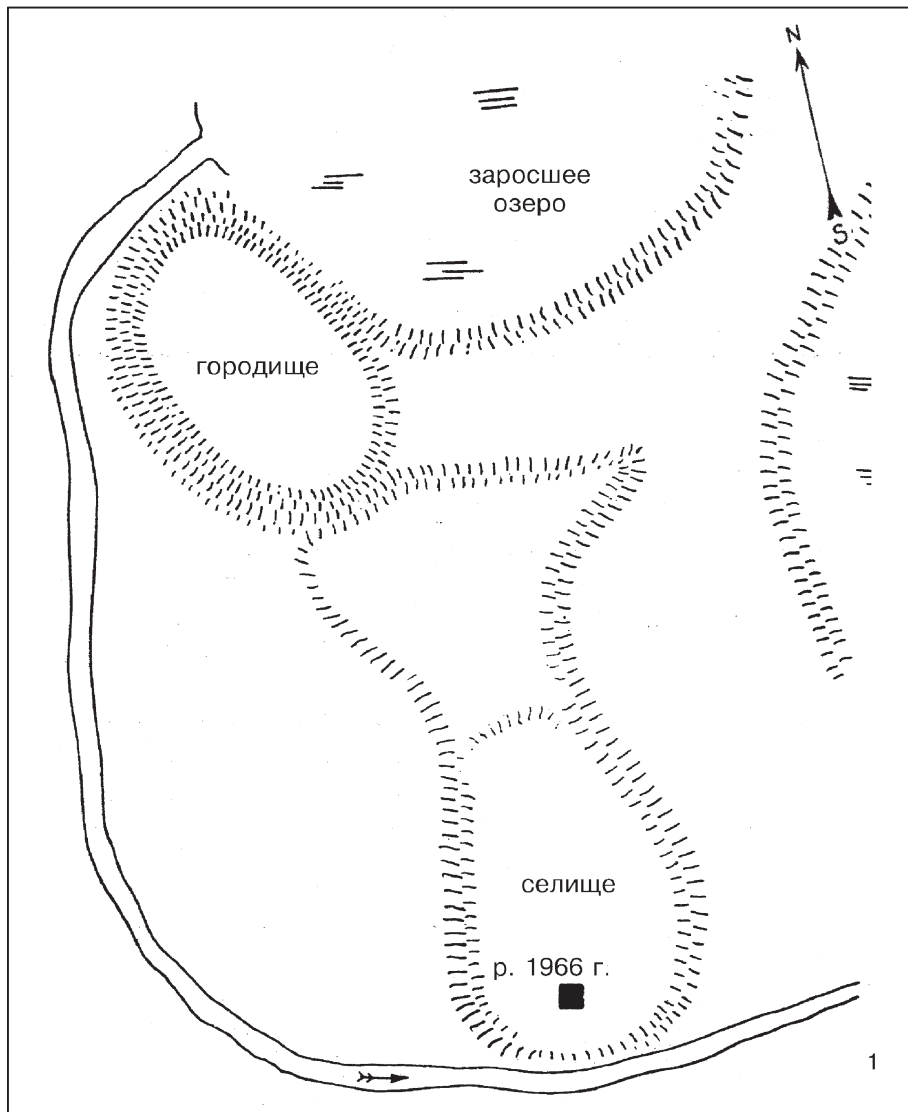 N
заросшее
озеро
S
городище
селище
р. 1966 г.
1